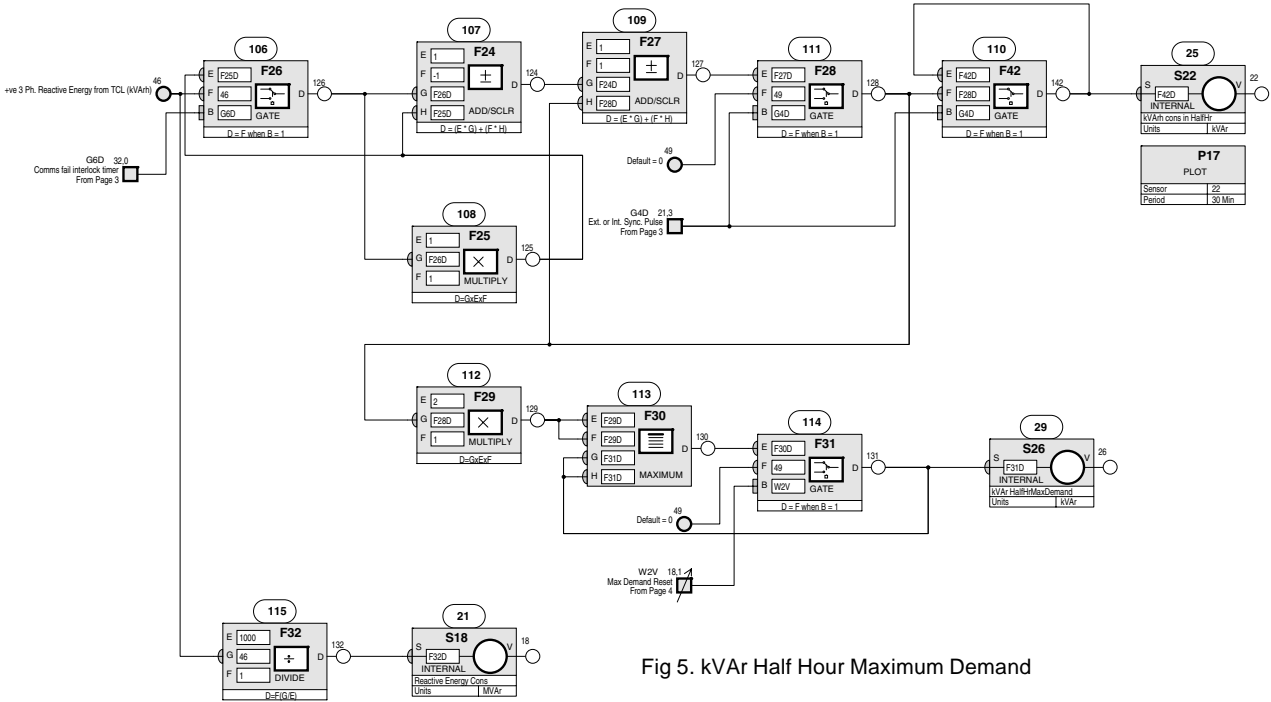 106
F26
E F25D
F 46
B G6D
D
GATE
D = F when B = 1
126
46
+ve 3 Ph. Reactive Energy from TCL (kVArh)
G6D 32,0
Comms fail interlock timer
From Page 3
107
F24
E 1
F -1
G F26D
H F25D
±
D
ADD/SCLR
D = (E * G) + (F * H)
124
109
F27
E 1
F 1
G F24D
H F28D
±
D
ADD/SCLR
D = (E * G) + (F * H)
127
111
F28
E F27D
F 49
B G4D
D
GATE
D = F when B = 1
128
49
Default = 0
G4D 21,3
Ext. or Int. Sync. Pulse
From Page 3
110
F42
E F42D
F F28D
B G4D
D
GATE
D = F when B = 1
142
25
S22
S F42D
V
INTERNAL
kVArh cons in HalfHr
Units kVAr
22
P17
PLOT
Sensor 22
Period 30 Min
108
F25
E 1
G F26D
F 1
×
D
MULTIPLY
D=GxExF
125
112
F29
E 2
G F28D
F 1
×
D
MULTIPLY
D=GxExF
129
113
F30
E F29D
F F29D
G F31D
H F31D
D
MAXIMUM
130
114
F31
E F30D
F 49
B W2V
D
GATE
D = F when B = 1
131
49
Default = 0
W2V 18,1
Max Demand Reset
From Page 4
29
S26
S F31D
V
INTERNAL
kVAr HalfHrMaxDemand
Units kVAr
26
115
F32
E 1000
G 46
F 1
÷
D
DIVIDE
D=F(G/E)
132
21
S18
S F32D
V
INTERNAL
Reactive Energy Cons
Units MVAr
18
Fig 5. kVAr Half Hour Maximum Demand